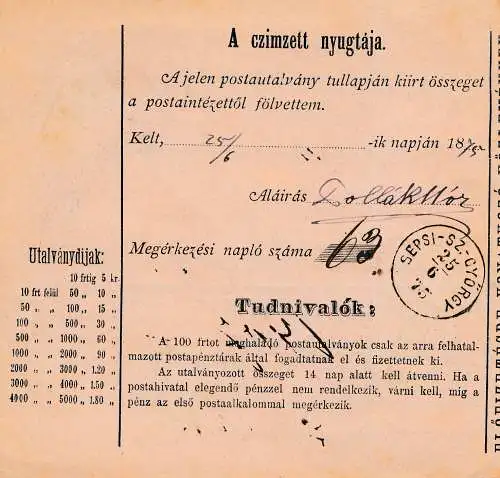 A czimzett nyugtája.
A jelen postautalvány tullapján kiirt összeget
a postaintézettől fölvettem.
Kelt, 25/6 -ik napján 1875
Aláirás Pollák Mór
Megérkezési napló száma 63
SEPSI-SZ.-GYÖRGY
25
6
75
Utalványdijak:
10 frtig 5 kr.
10 frt felül 50 „ 10 „
50 „ „ 100 „ 15 „
100 „ „ 500 „ 30 „
500 „ „ 1000 „ 60 „
1000 „ „ 2000 „ 90 „
2000 „ „ 3000 „ 1.20 „
3000 „ „ 4000 „ 1.50 „
4000 „ „ 5000 „ 1.80 „
Tudnivalók:
A 100 frtot meghaladó postautalványok csak az arra felhatal-
mazott postapénztárak által fogadtatnak el és fizettetnek ki.
Az utalványozott összeget 14 nap alatt kell átvenni. Ha a
postahivatal elegendő pénzzel nem rendelkezik, várni kell, mig a
pénz az első postaalkalommal megérkezik.